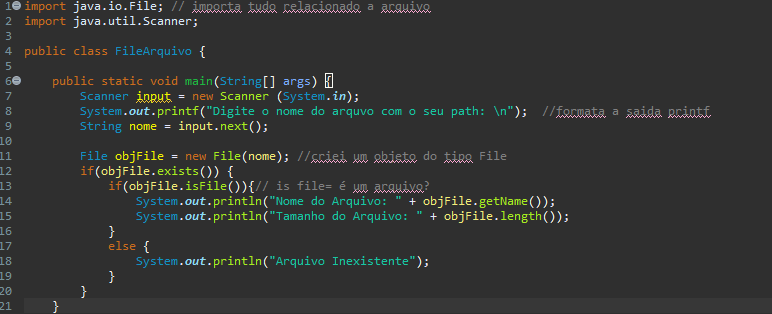 1 import java.io.File; // importa tudo relacionado a arquivo
2 import java.util.Scanner;
3
4 public class FileArquivo {
5
6 public static void main(String[] args) {
7 Scanner input = new Scanner (System.in);
8 System.out.printf("Digite o nome do arquvo com o seu path: \n"); //formata a saida printf
9 String nome = input.next();
10
11 File objFile = new File(nome); //criei um objeto do tipo File
12 if(objFile.exists()) {
13 if(objFile.isFile()){// is file= é um arquivo?
14 System.out.println("Nome do Arquivo: " + objFile.getName());
15 System.out.println("Tamanho do Arquivo: " + objFile.length());
16 }
17 else {
18 System.out.println("Arquivo Inexistente");
19 }
20 }
21 }